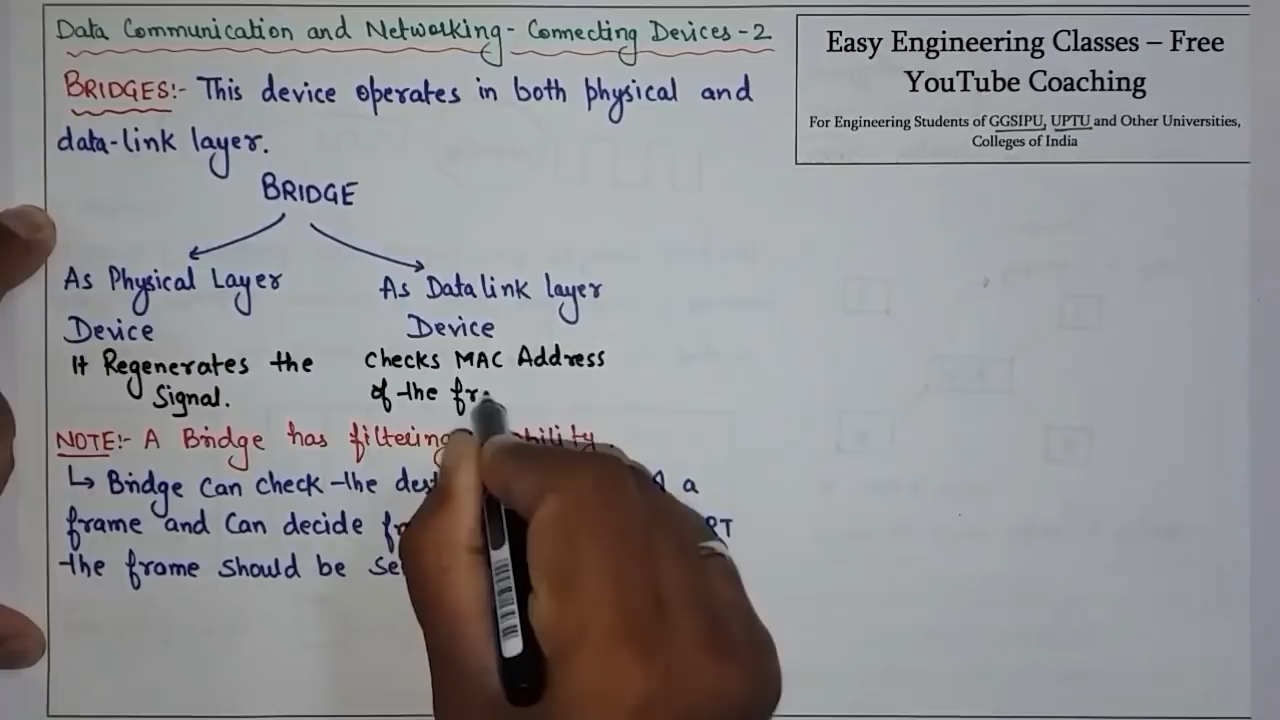 Data Communication and Networking - Connecting Devices - 2
Easy Engineering Classes – Free
YouTube Coaching
For Engineering Students of GGSIPU, UPTU and Other Universities,
Colleges of India
BRIDGES:- This device operates in both physical and
data-link layer.
BRIDGE
As Physical Layer
Device
It Regenerates the
Signal.
As Datalink layer
Device
Checks MAC Address
of the fr
NOTE:- A Bridge has filtering
↳ Bridge Can Check the a
frame and Can decide
the frame should be